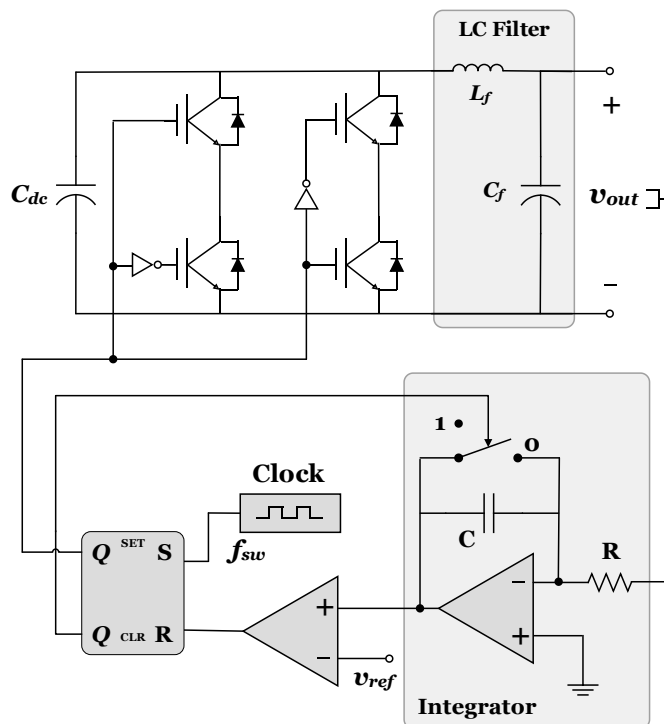 LC Filter
L_f
+
C_dc
C_f
v_out
−
1
0
Clock
C
R
f_sw
Q SET S
Q CLR R
+
−
v_ref
−
+
Integrator